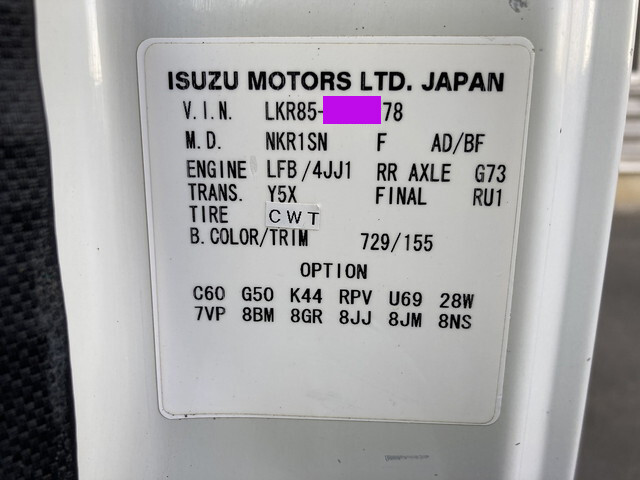 ISUZU MOTORS LTD. JAPAN
V.I.N. LKR85- 78
M.D. NKR1SN F AD/BF
ENGINE LFB/4JJ1 RR AXLE G73
TRANS. Y5X FINAL RU1
TIRE CWT
B.COLOR/TRIM 729/155
OPTION
C60 G50 K44 RPV U69 28W
7VP 8BM 8GR 8JJ 8JM 8NS